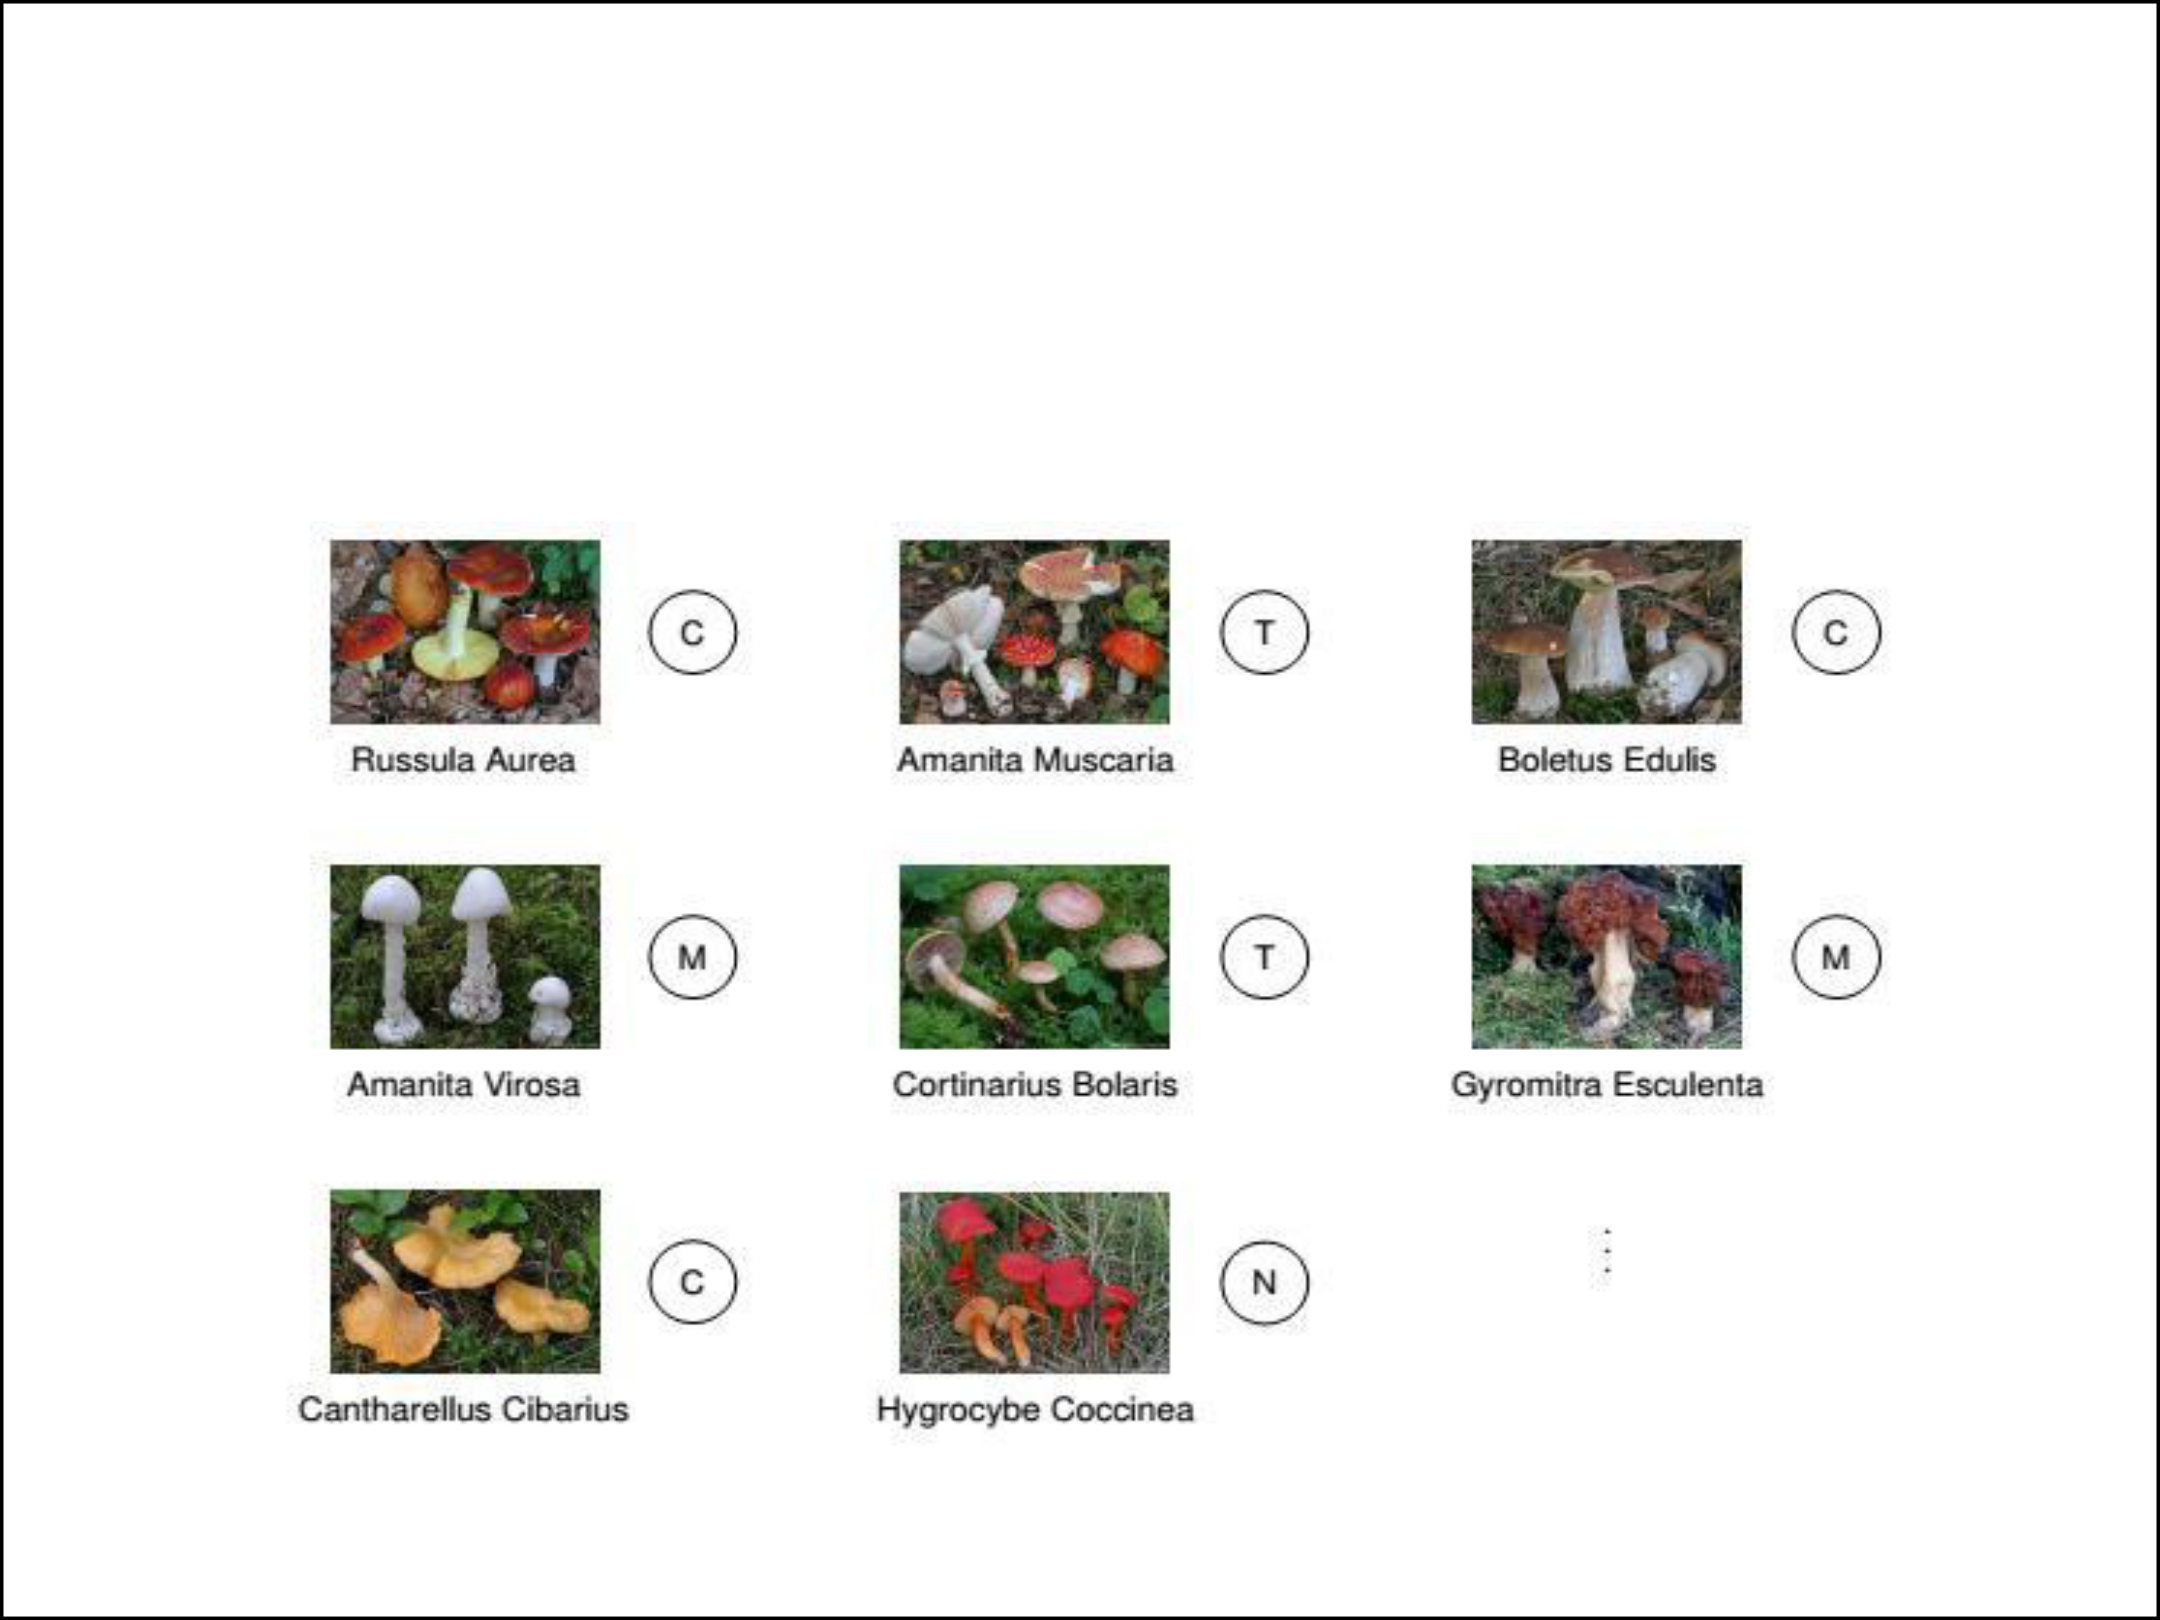 C
T
C
Russula Aurea
Amanita Muscaria
Boletus Edulis
M
T
M
Amanita Virosa
Cortinarius Bolaris
Gyromitra Esculenta
C
N
Cantharellus Cibarius
Hygrocybe Coccinea